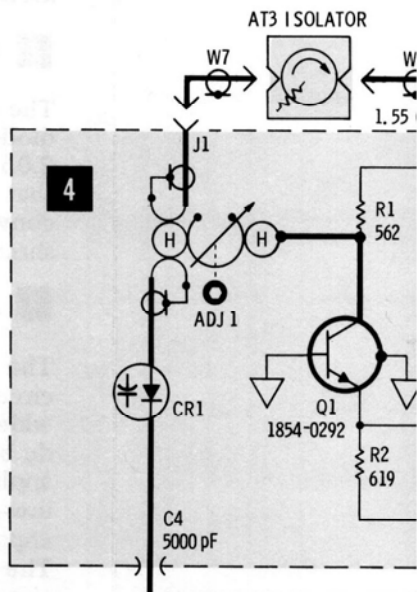 AT3 ISOLATOR
W7
W
1.55
J1
4
H
H
R1
562
ADJ 1
CR1
Q1
1854-0292
R2
619
C4
5000 pF